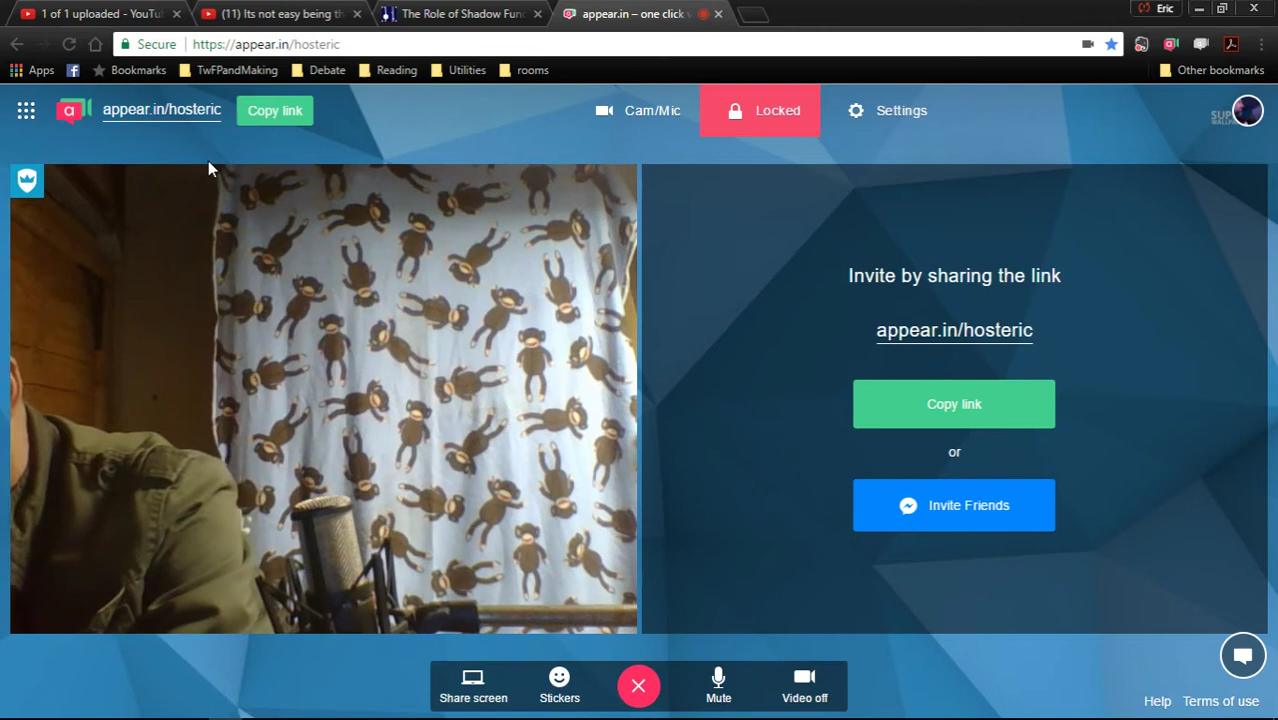 1 of 1 uploaded - YouTu
(11) Its not easy being th
The Role of Shadow Func
appear.in – one click v
Eric
Secure
https://appear.in/hosteric
Apps
Bookmarks
TwFPandMaking
Debate
Reading
Utilities
rooms
Other bookmarks
appear.in/hosteric
Copy link
Cam/Mic
Locked
Settings
Invite by sharing the link
appear.in/hosteric
Copy link
or
Invite Friends
Share screen
Stickers
Mute
Video off
Help
Terms of use